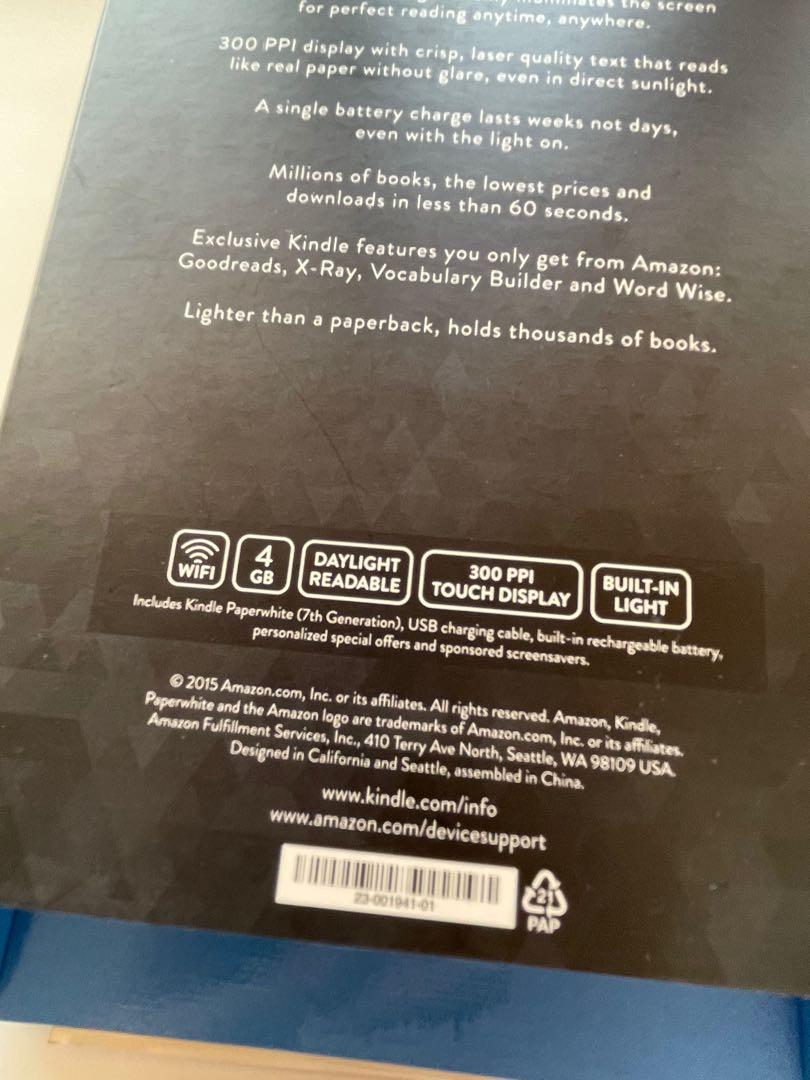 the screen
for perfect reading anytime, anywhere.
300 PPI display with crisp, laser quality text that reads
like real paper without glare, even in direct sunlight.
A single battery charge lasts weeks not days,
even with the light on.
Millions of books, the lowest prices and
downloads in less than 60 seconds.
Exclusive Kindle features you only get from Amazon:
Goodreads, X-Ray, Vocabulary Builder and Word Wise.
Lighter than a paperback, holds thousands of books.
WiFi
4
GB
DAYLIGHT
READABLE
300 PPI
TOUCH DISPLAY
BUILT-IN
LIGHT
Includes Kindle Paperwhite (7th Generation), USB charging cable, built-in rechargeable battery,
personalized special offers and sponsored screensavers.
© 2015 Amazon.com, Inc. or its affiliates. All rights reserved. Amazon, Kindle,
Paperwhite and the Amazon logo are trademarks of Amazon.com, Inc. or its affiliates.
Amazon Fulfillment Services, Inc., 410 Terry Ave North, Seattle, WA 98109 USA
Designed in California and Seattle, assembled in China.
www.kindle.com/info
www.amazon.com/devicesupport
23-001941-01
21
PAP